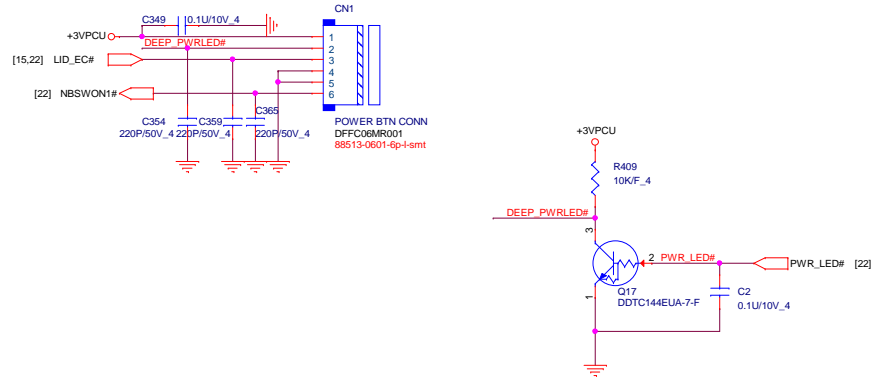 CN1
C349
0.1U/10V_4
+3VPCU
1
DEEP_PWRLED#
2
[15,22] LID_EC#
3
4
5
[22] NBSWON1#
6
C354
C359
C365
220P/50V_4
220P/50V_4
220P/50V_4
POWER BTN CONN
DFFC06MR001
88513-0601-6p-l-smt
+3VPCU
R409
10K/F_4
DEEP_PWRLED#
3
2
PWR_LED#
PWR_LED# [22]
Q17
DDTC144EUA-7-F
1
C2
0.1U/10V_4